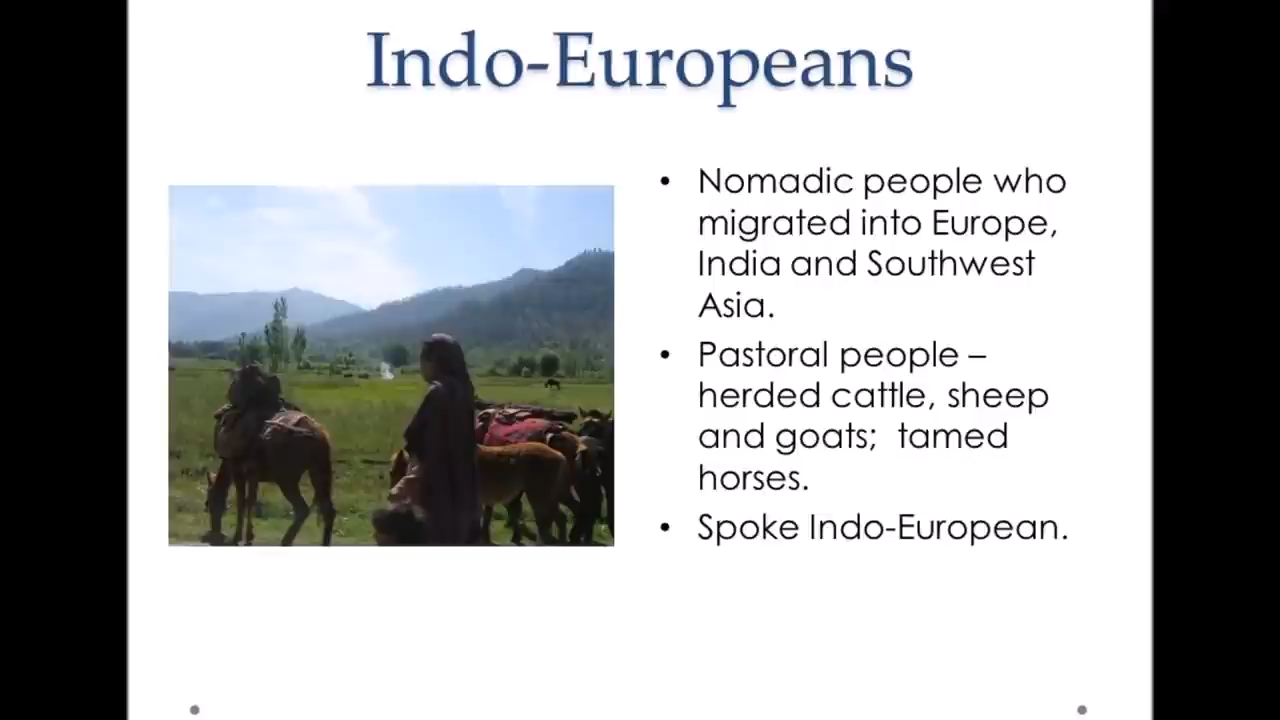 Indo-Europeans
• Nomadic people who
migrated into Europe,
India and Southwest
Asia.
• Pastoral people –
herded cattle, sheep
and goats;  tamed
horses.
• Spoke Indo-European.